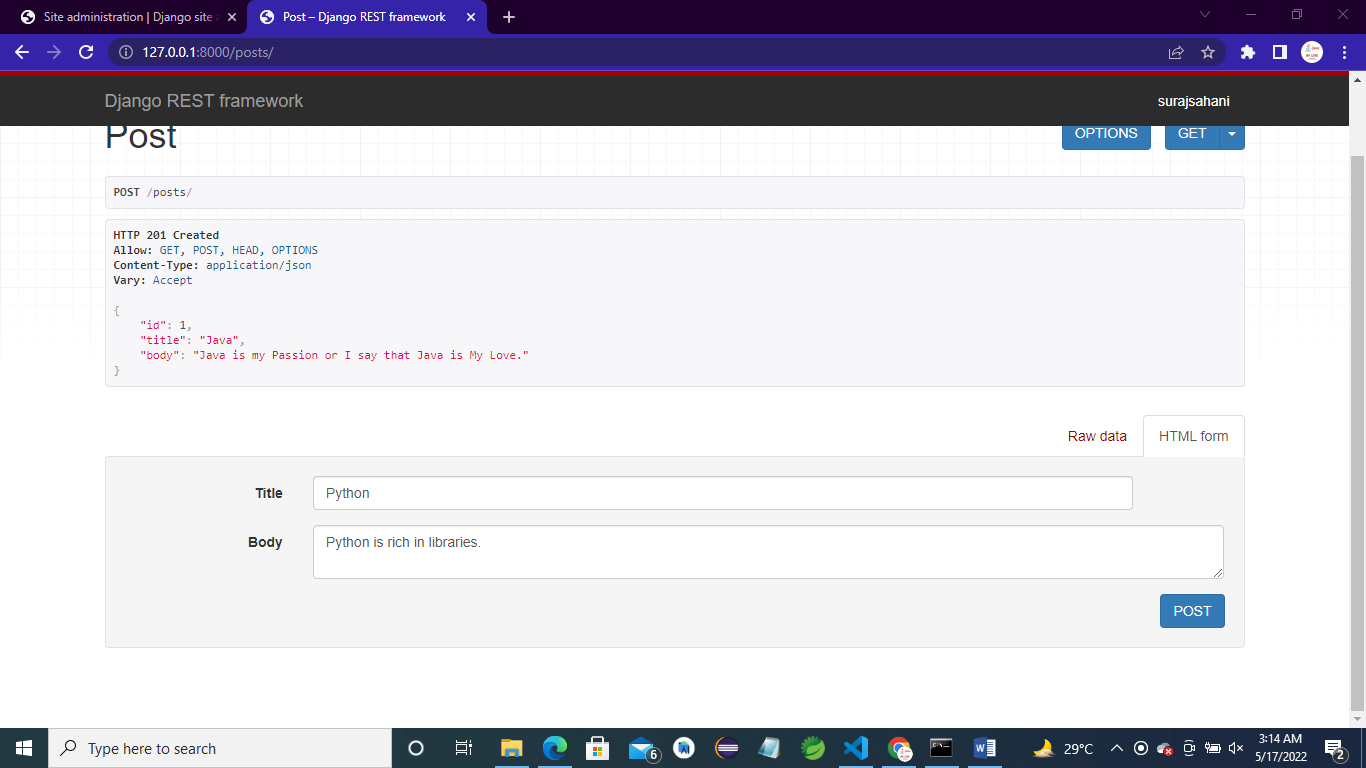 Site administration | Django site a
Post – Django REST framework
127.0.0.1:8000/posts/
Django REST framework
surajsahani
Post
OPTIONS
GET
POST /posts/
HTTP 201 Created
Allow: GET, POST, HEAD, OPTIONS
Content-Type: application/json
Vary: Accept
{
"id": 1,
"title": "Java",
"body": "Java is my Passion or I say that Java is My Love."
}
Raw data
HTML form
Title
Python
Body
Python is rich in libraries.
POST
Type here to search
6
29°C
3:14 AM
5/17/2022
2